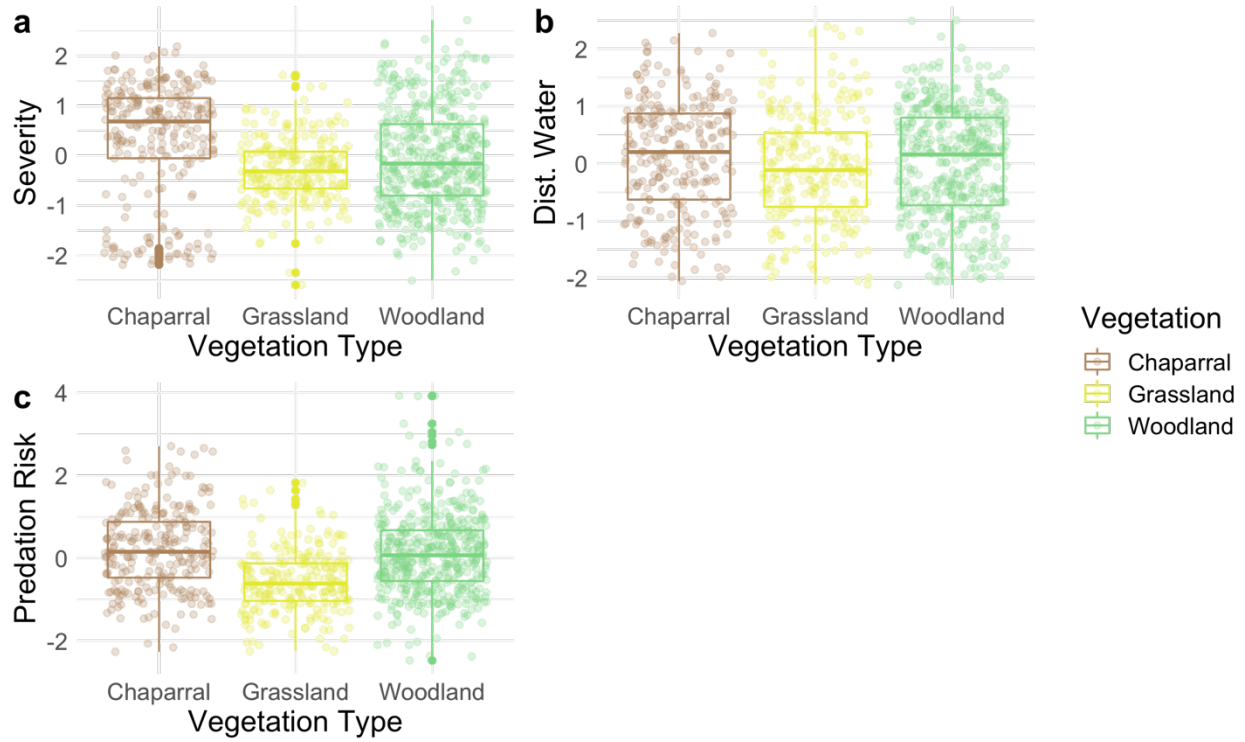 a
Severity
2
1
0
-1
-2
Chaparral Grassland Woodland
Vegetation Type
b
Dist. Water
2
1
0
-1
-2
Chaparral Grassland Woodland
Vegetation Type
Vegetation
Chaparral
Grassland
Woodland
c
Predation Risk
4
2
0
-2
Chaparral Grassland Woodland
Vegetation Type